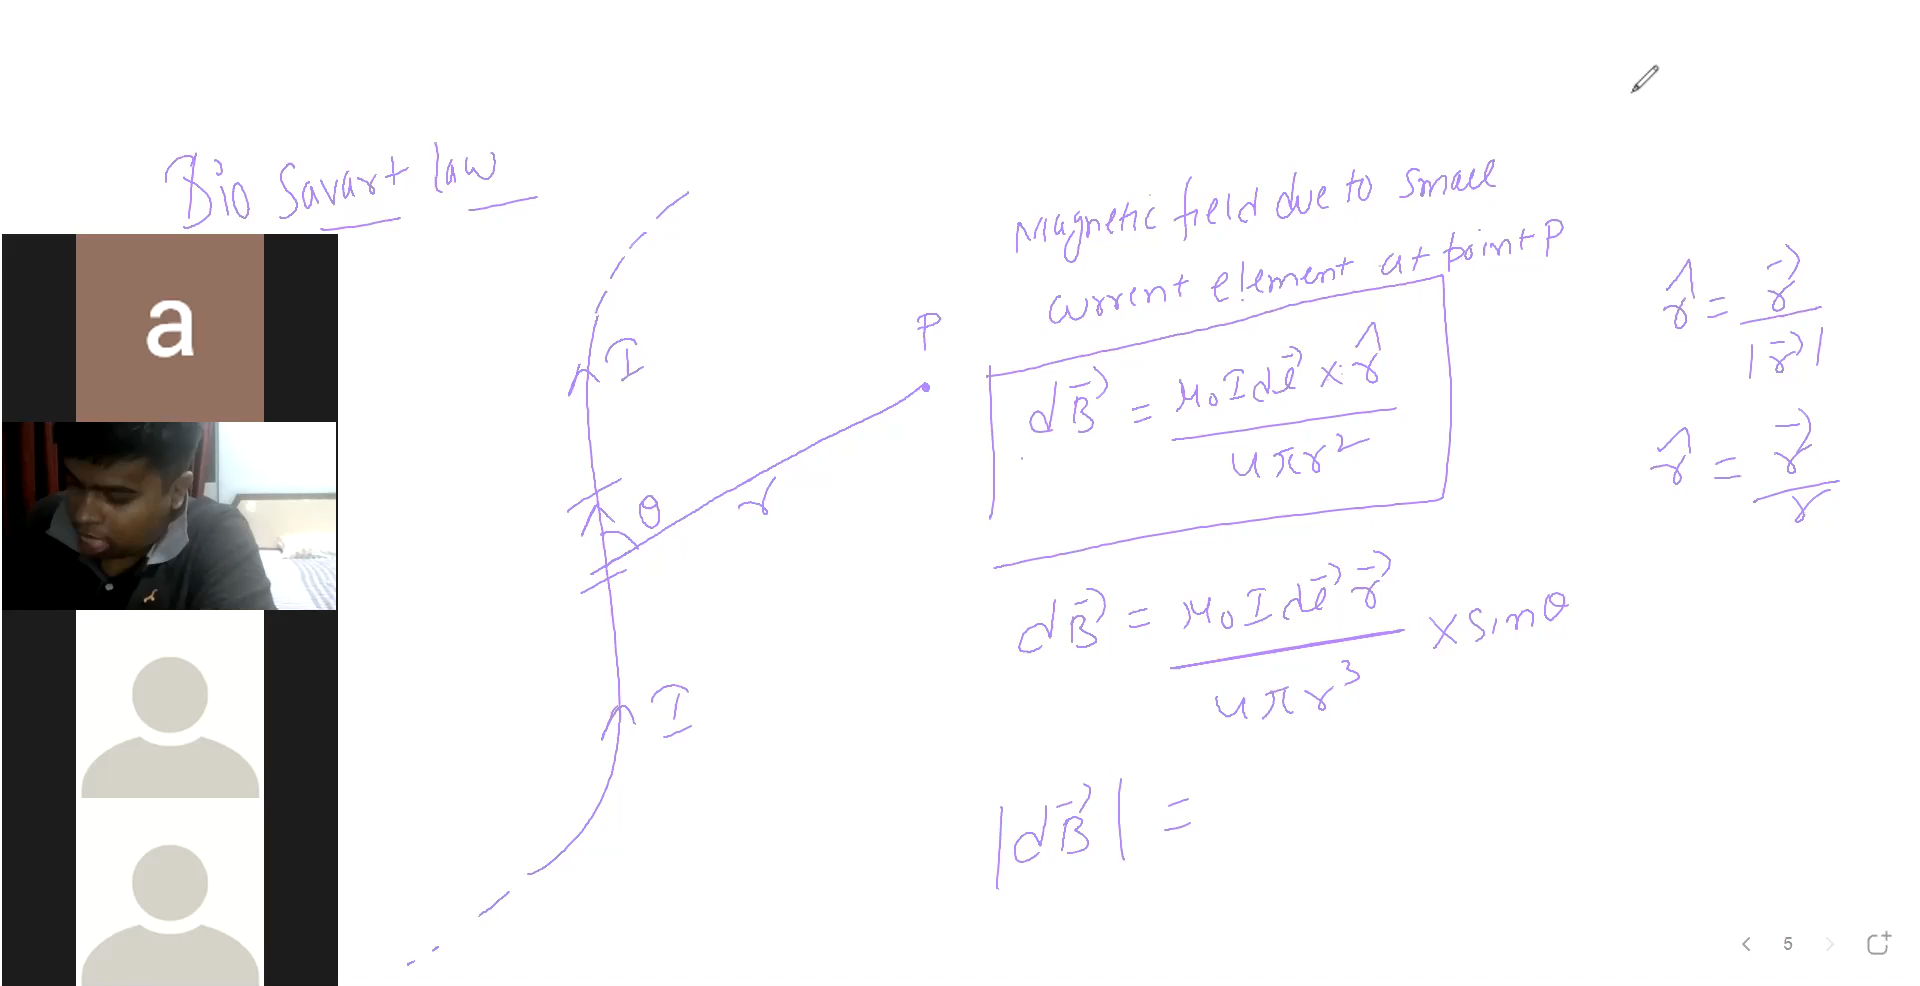 Bio Savart law
a
I
P
θ
r
I
Magnetic field due to small
current element at point P
dB⃗ = μ₀Idl⃗ × r̂ / 4πr²
r̂ = r⃗ / |r⃗|
r̂ = r⃗ / r
dB⃗ = μ₀Idl⃗ r⃗ / 4πr³ × sinθ
|dB⃗| =
5